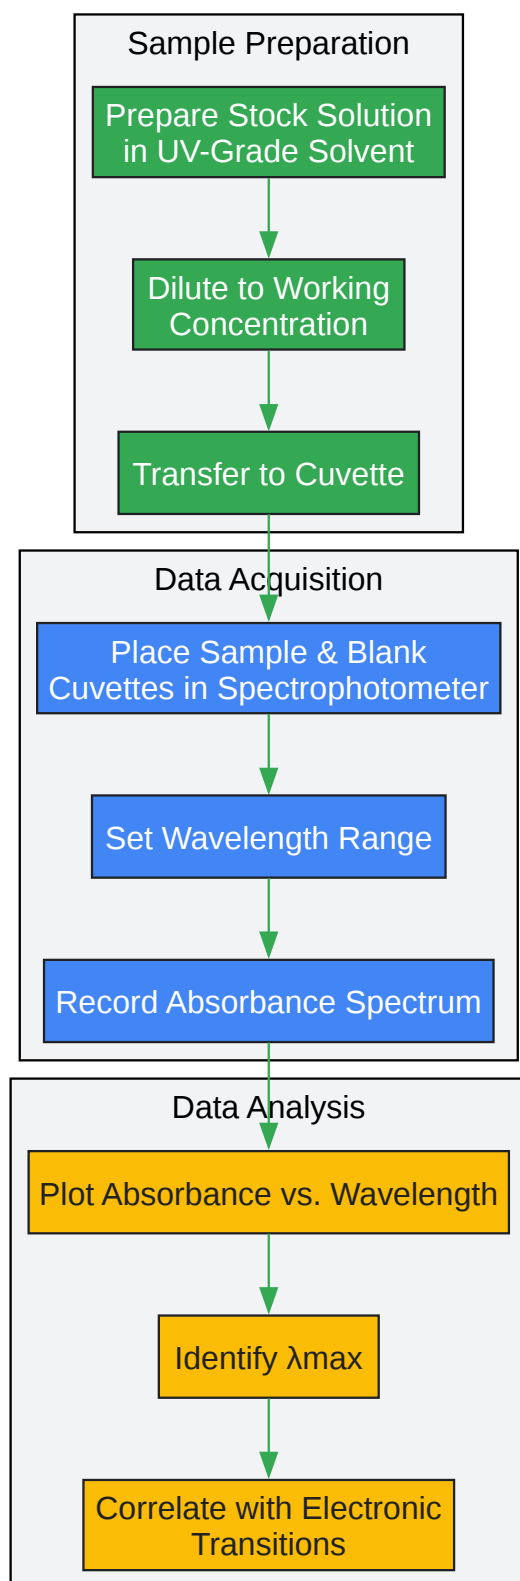 Sample Preparation
Prepare Stock Solution
in UV-Grade Solvent
Dilute to Working
Concentration
Transfer to Cuvette
Data Acquisition
Place Sample & Blank
Cuvettes in Spectrophotometer
Set Wavelength Range
Record Absorbance Spectrum
Data Analysis
Plot Absorbance vs. Wavelength
Identify λmax
Correlate with Electronic
Transitions